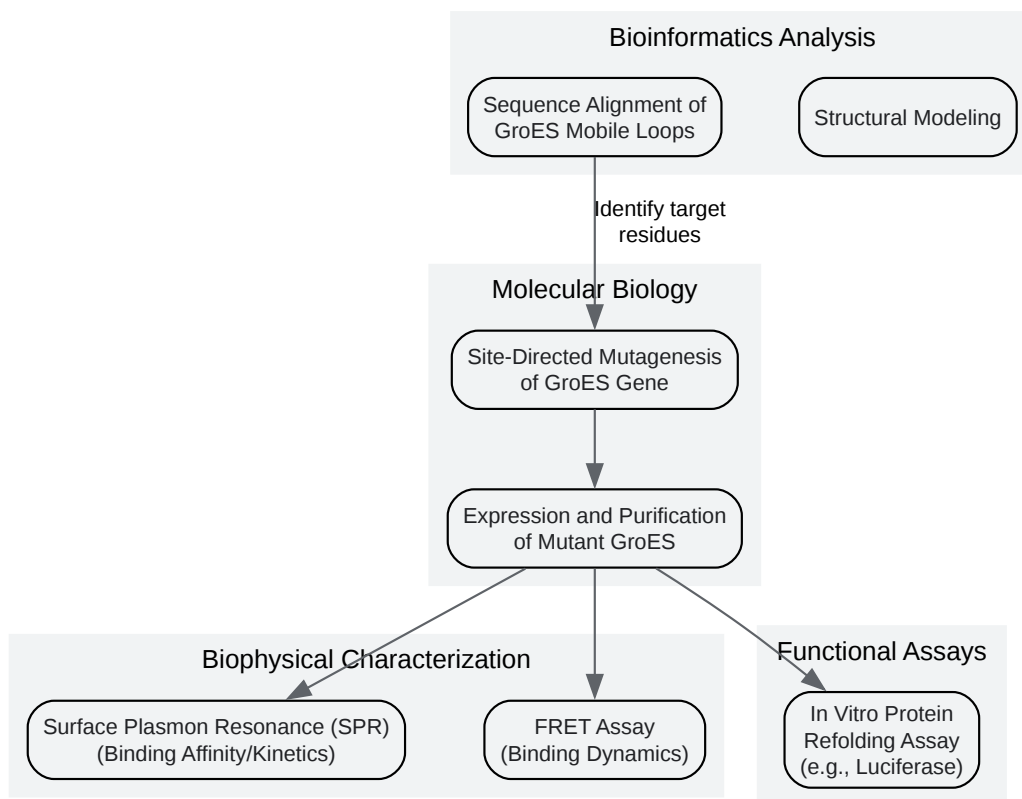 Bioinformatics Analysis
Sequence Alignment of
GroES Mobile Loops
Structural Modeling
Identify target
residues
Molecular Biology
Site-Directed Mutagenesis
of GroES Gene
Expression and Purification
of Mutant GroES
Biophysical Characterization
Surface Plasmon Resonance (SPR)
(Binding Affinity/Kinetics)
FRET Assay
(Binding Dynamics)
Functional Assays
In Vitro Protein
Refolding Assay
(e.g., Luciferase)